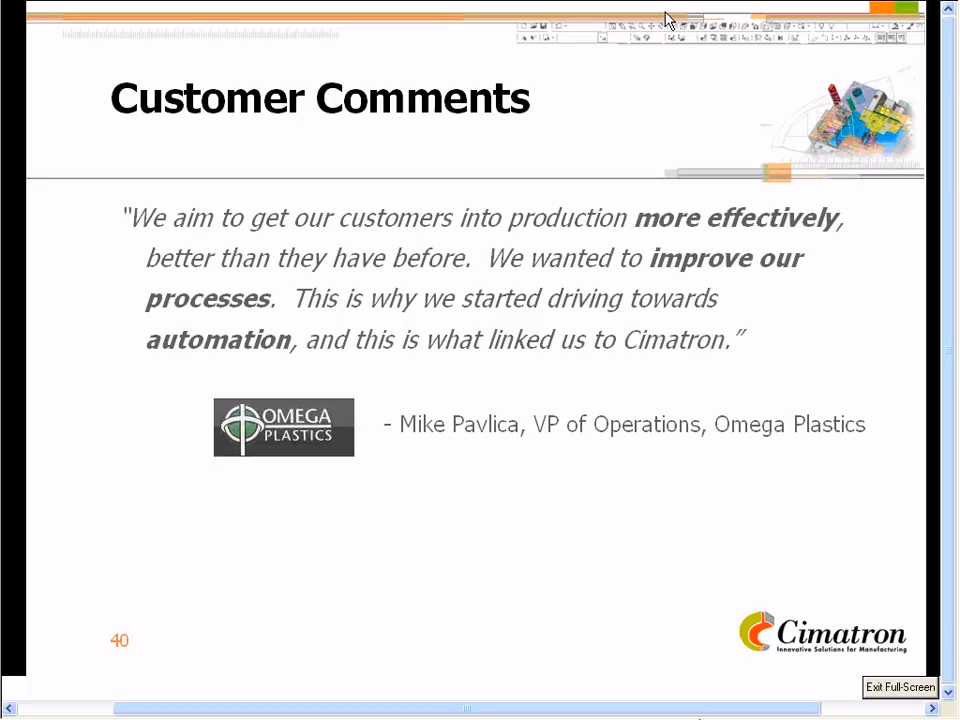 Customer Comments
"We aim to get our customers into production more effectively,
better than they have before. We wanted to improve our
processes. This is why we started driving towards
automation, and this is what linked us to Cimatron."
OMEGA
PLASTICS
- Mike Pavlica, VP of Operations, Omega Plastics
40
Cimatron
Innovative Solutions for Manufacturing
Exit Full-Screen